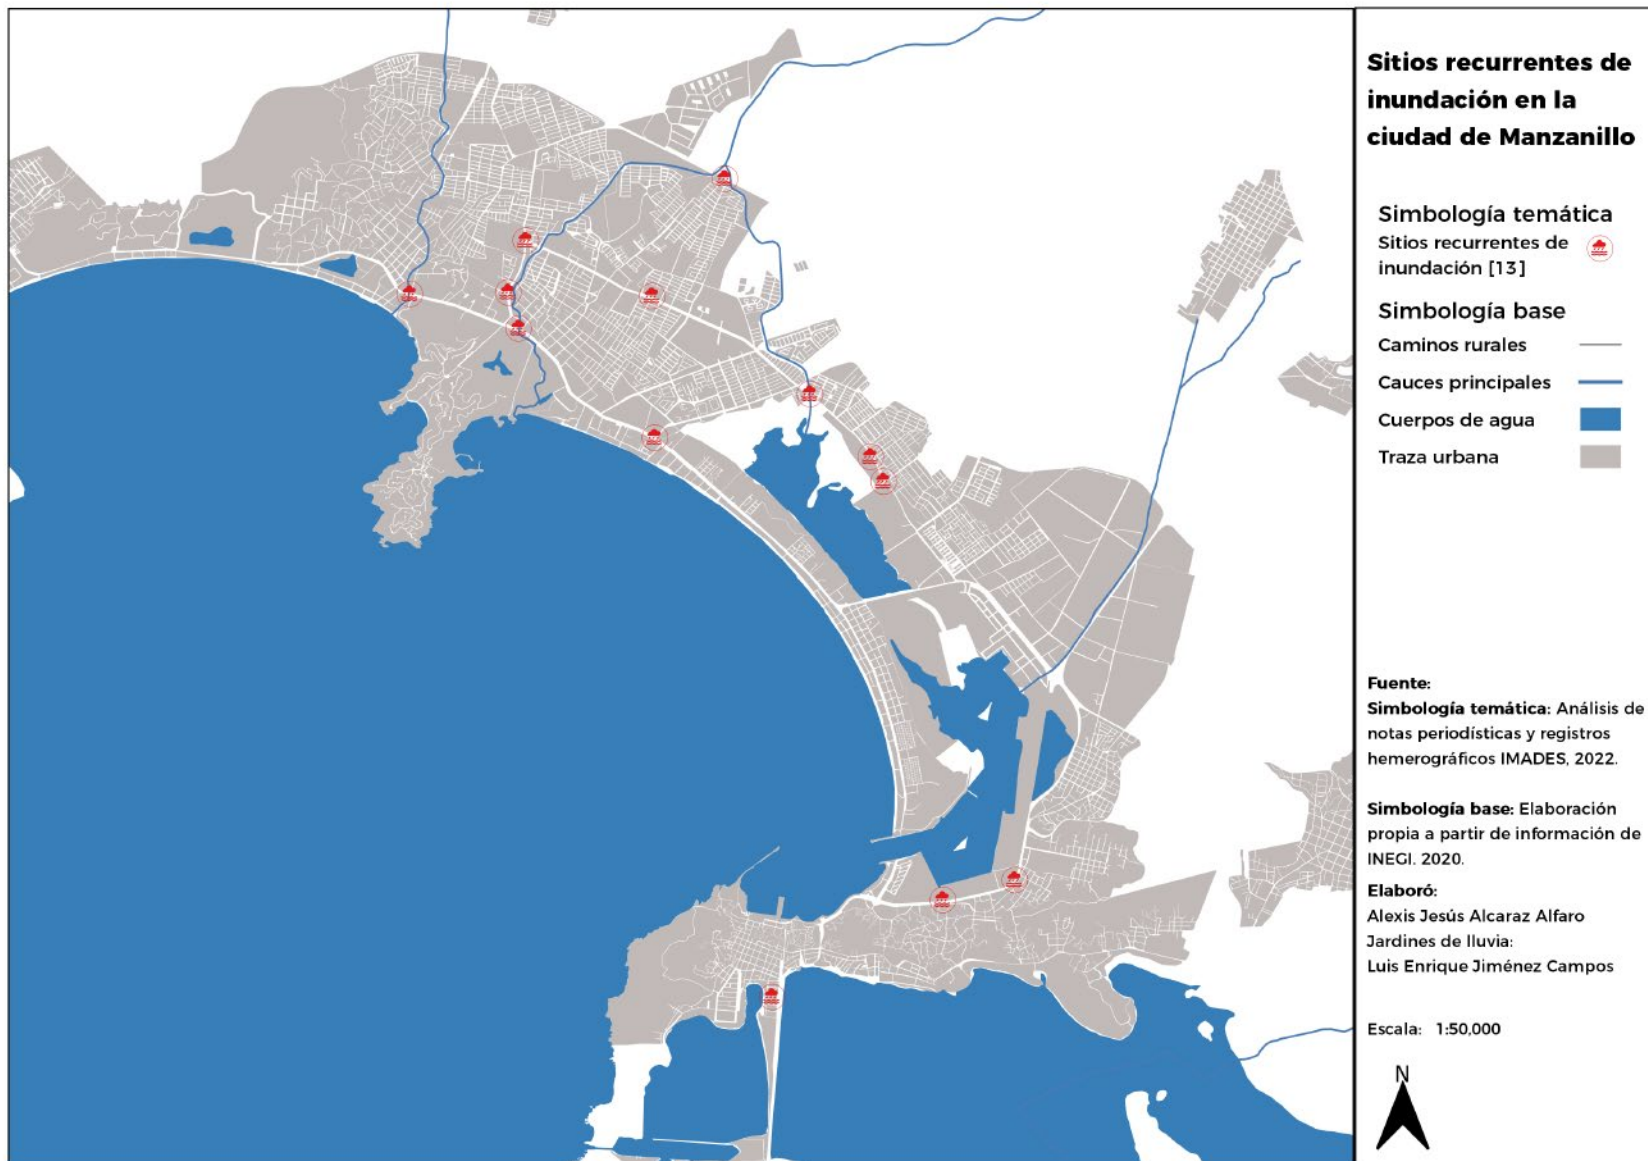 Sitios recurrentes de
inundación en la
ciudad de Manzanillo
Simbología temática
Sitios recurrentes de
inundación [13]
Simbología base
Caminos rurales
Cauces principales
Cuerpos de agua
Traza urbana
Fuente:
Simbología temática: Análisis de
notas periodísticas y registros
hemerográficos IMADES, 2022.
Simbología base: Elaboración
propia a partir de información de
INEGI. 2020.
Elaboró:
Alexis Jesús Alcaraz Alfaro
Jardines de lluvia:
Luis Enrique Jiménez Campos
Escala: 1:50,000
N